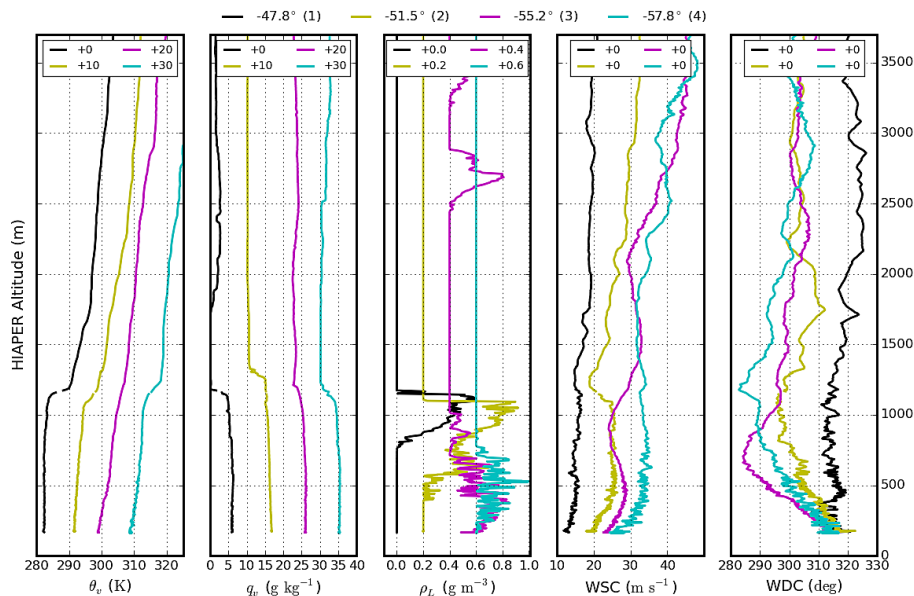 -47.8° (1) -51.5° (2) -55.2° (3) -57.8° (4)
+0 +20 +0 +20 +0.0 +0.4 +0 +0 +0 +0
+10 +30 +10 +30 +0.2 +0.6 +0 +0 +0 +0
HIAPER Altitude (m)
3500
3000
2500
2000
1500
1000
500
0
280 290 300 310 320 0 5 10 15 20 25 30 35 40 0.0 0.2 0.4 0.6 0.8 1.0 10 20 30 40 280 290 300 310 320 330
θv (K) qv (g kg−1) ρL (g m−3) WSC (m s−1) WDC (deg)